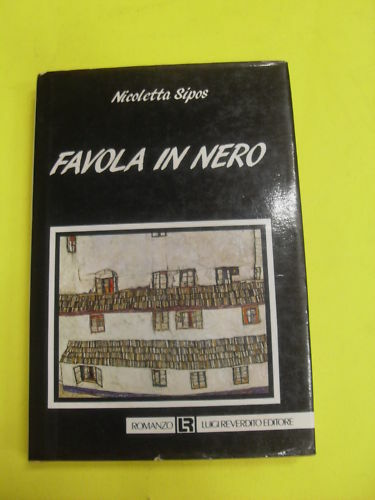 Nicoletta Sipos
FAVOLA IN NERO
ROMANZO LR LUIGI REVERDITO EDITORE